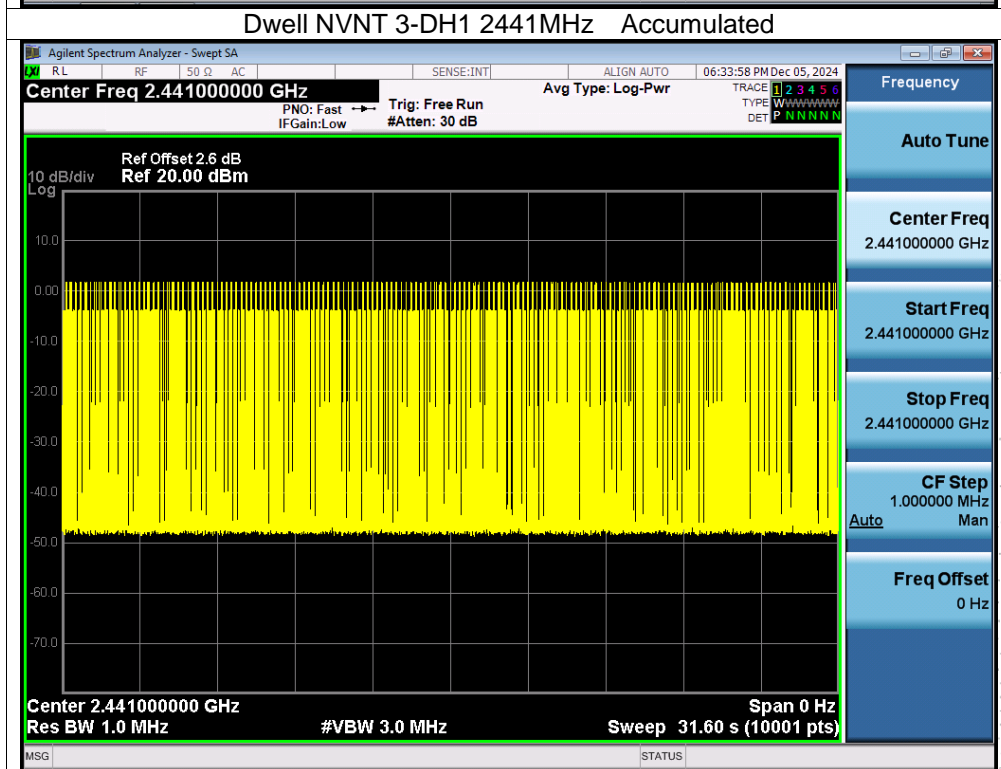 Dwell NVNT 3-DH1 2441MHz Accumulated
Agilent Spectrum Analyzer - Swept SA
LXI RL RF 50 Ω AC SENSE:INT ALIGN AUTO 06:33:58 PM Dec 05, 2024
Center Freq 2.441000000 GHz
PNO: Fast
IFGain:Low
Trig: Free Run
#Atten: 30 dB
Avg Type: Log-Pwr
TRACE 1 2 3 4 5 6
TYPE WWWWWWW
DET P N N N N N
Ref Offset 2.6 dB
10 dB/div Ref 20.00 dBm
Log
10.0
0.00
-10.0
-20.0
-30.0
-40.0
-50.0
-60.0
-70.0
Center 2.441000000 GHz Span 0 Hz
Res BW 1.0 MHz #VBW 3.0 MHz Sweep 31.60 s (10001 pts)
MSG STATUS
Frequency
Auto Tune
Center Freq
2.441000000 GHz
Start Freq
2.441000000 GHz
Stop Freq
2.441000000 GHz
CF Step
1.000000 MHz
Auto Man
Freq Offset
0 Hz